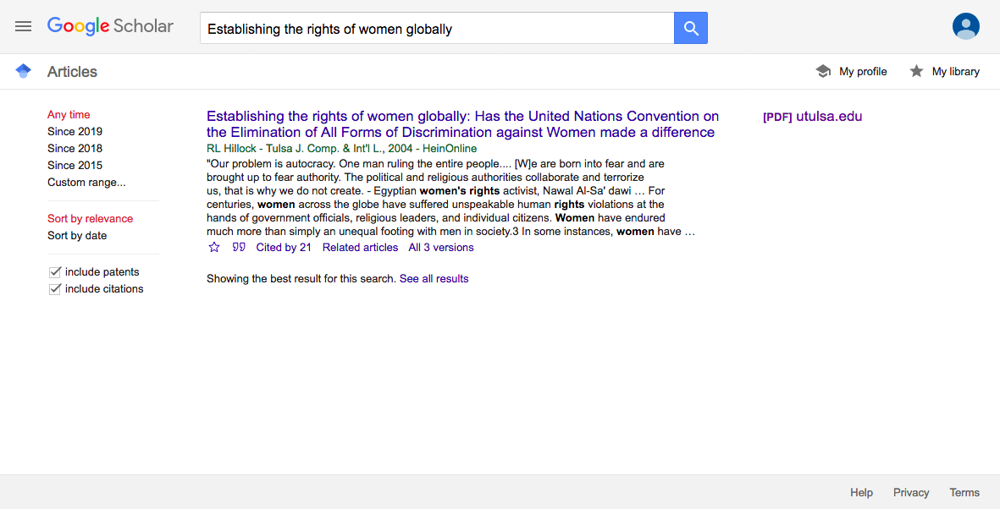 Google Scholar
Establishing the rights of women globally
Articles
My profile
My library
Any time
Since 2019
Since 2018
Since 2015
Custom range...
Sort by relevance
Sort by date
include patents
include citations
Establishing the rights of women globally: Has the United Nations Convention on
the Elimination of All Forms of Discrimination against Women made a difference
[PDF] utulsa.edu
RL Hillock - Tulsa J. Comp. & Int'l L., 2004 - HeinOnline
"Our problem is autocracy. One man ruling the entire people.... [W]e are born into fear and are
brought up to fear authority. The political and religious authorities collaborate and terrorize
us, that is why we do not create. - Egyptian women's rights activist, Nawal Al-Sa' dawi … For
centuries, women across the globe have suffered unspeakable human rights violations at the
hands of government officials, religious leaders, and individual citizens. Women have endured
much more than simply an unequal footing with men in society.3 In some instances, women have …
Cited by 21 Related articles All 3 versions
Showing the best result for this search. See all results
Help Privacy Terms